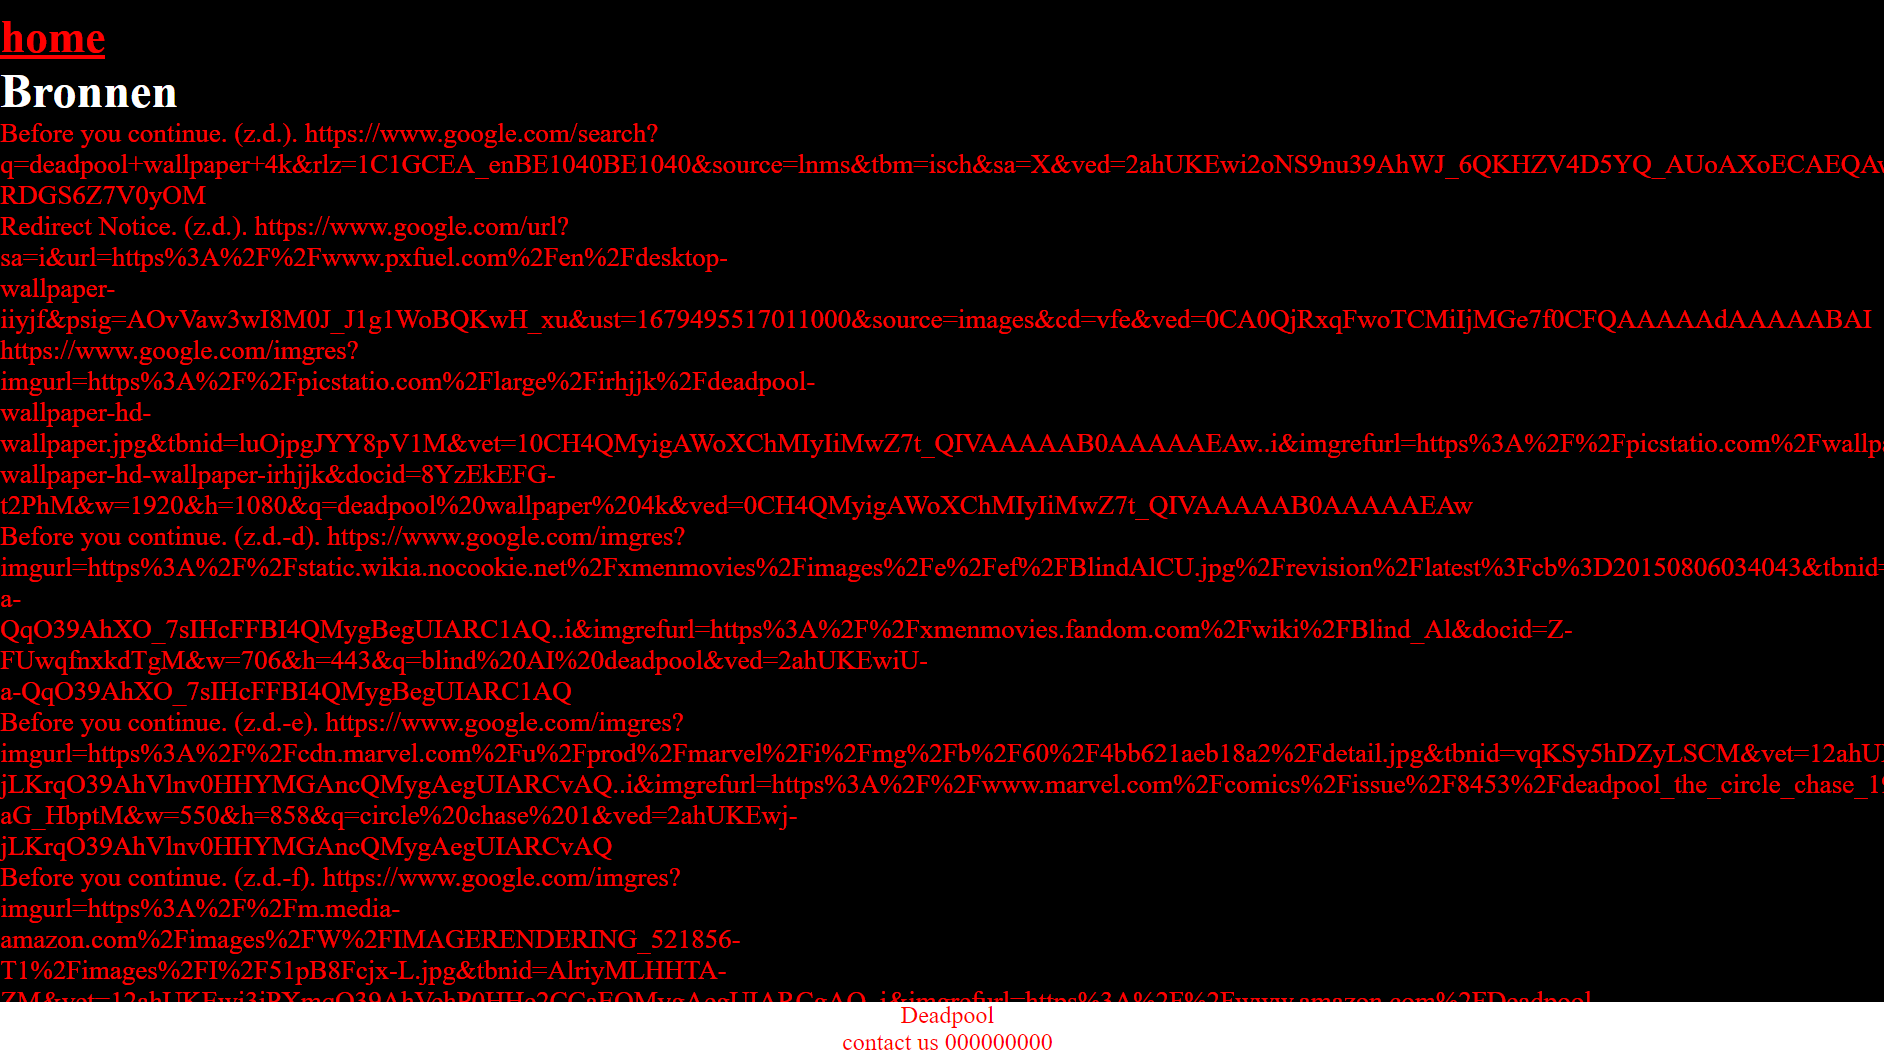 home
Bronnen
Before you continue. (z.d.). https://www.google.com/search?
q=deadpool+wallpaper+4k&rlz=1C1GCEA_enBE1040BE1040&source=lnms&tbm=isch&sa=X&ved=2ahUKEwi2oNS9nu39AhWJ_6QKHZV4D5YQ_AUoAXoECAEQAw
RDGS6Z7V0yOM
Redirect Notice. (z.d.). https://www.google.com/url?
sa=i&url=https%3A%2F%2Fwww.pxfuel.com%2Fen%2Fdesktop-
wallpaper-
iiyjf&psig=AOvVaw3wI8M0J_J1g1WoBQKwH_xu&ust=1679495517011000&source=images&cd=vfe&ved=0CA0QjRxqFwoTCMiIjMGe7f0CFQAAAAAdAAAAABAI
https://www.google.com/imgres?
imgurl=https%3A%2F%2Fpicstatio.com%2Flarge%2Firhjjk%2Fdeadpool-
wallpaper-hd-
wallpaper.jpg&tbnid=luOjpgJYY8pV1M&vet=10CH4QMyigAWoXChMIyIiMwZ7t_QIVAAAAAB0AAAAAEAw..i&imgrefurl=https%3A%2F%2Fpicstatio.com%2Fwallpa
wallpaper-hd-wallpaper-irhjjk&docid=8YzEkEFG-
t2PhM&w=1920&h=1080&q=deadpool%20wallpaper%204k&ved=0CH4QMyigAWoXChMIyIiMwZ7t_QIVAAAAAB0AAAAAEAw
Before you continue. (z.d.-d). https://www.google.com/imgres?
imgurl=https%3A%2F%2Fstatic.wikia.nocookie.net%2Fxmenmovies%2Fimages%2Fe%2Fef%2FBlindAlCU.jpg%2Frevision%2Flatest%3Fcb%3D20150806034043&tbnid=
a-
QqO39AhXO_7sIHcFFBI4QMygBegUIARC1AQ..i&imgrefurl=https%3A%2F%2Fxmenmovies.fandom.com%2Fwiki%2FBlind_Al&docid=Z-
FUwqfnxkdTgM&w=706&h=443&q=blind%20AI%20deadpool&ved=2ahUKEwiU-
a-QqO39AhXO_7sIHcFFBI4QMygBegUIARC1AQ
Before you continue. (z.d.-e). https://www.google.com/imgres?
imgurl=https%3A%2F%2Fcdn.marvel.com%2Fu%2Fprod%2Fmarvel%2Fi%2Fmg%2Fb%2F60%2F4bb621aeb18a2%2Fdetail.jpg&tbnid=vqKSy5hDZyLSCM&vet=12ahU
jLKrqO39AhVlnv0HHYMGAncQMygAegUIARCvAQ..i&imgrefurl=https%3A%2F%2Fwww.marvel.com%2Fcomics%2Fissue%2F8453%2Fdeadpool_the_circle_chase_19
aG_HbptM&w=550&h=858&q=circle%20chase%201&ved=2ahUKEwj-
jLKrqO39AhVlnv0HHYMGAncQMygAegUIARCvAQ
Before you continue. (z.d.-f). https://www.google.com/imgres?
imgurl=https%3A%2F%2Fm.media-
amazon.com%2Fimages%2FW%2FIMAGERENDERING_521856-
T1%2Fimages%2FI%2F51pB8Fcjx-L.jpg&tbnid=AlriyMLHHTA-
Deadpool
contact us 000000000